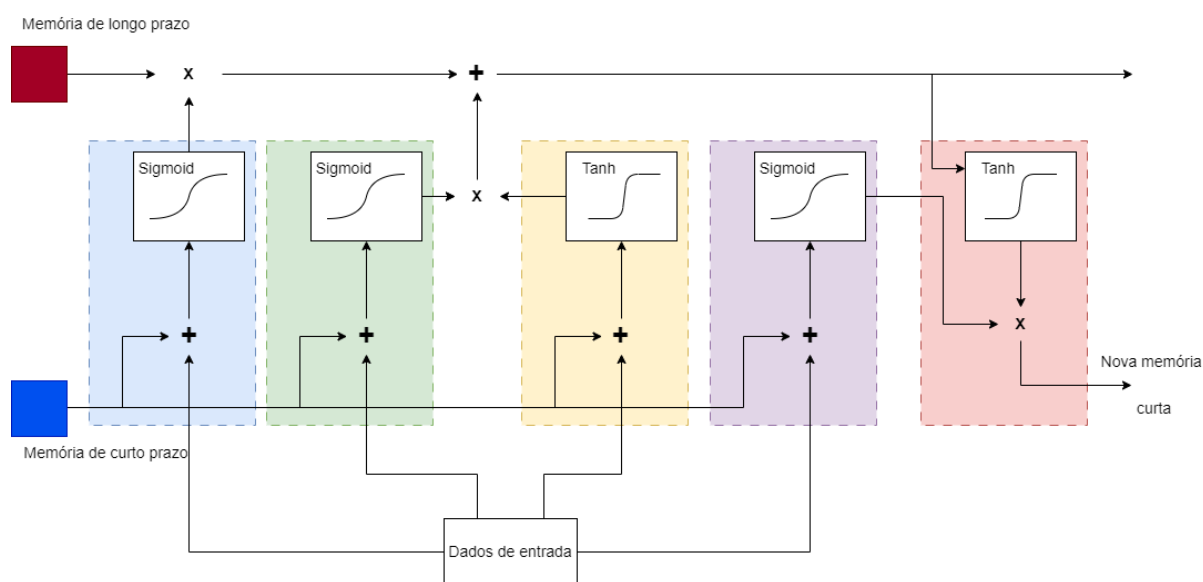 Memória de longo prazo
x
+
Sigmoid
Sigmoid
Tanh
Sigmoid
Tanh
x
+
+
+
+
x
Nova memória
curta
Memória de curto prazo
Dados de entrada